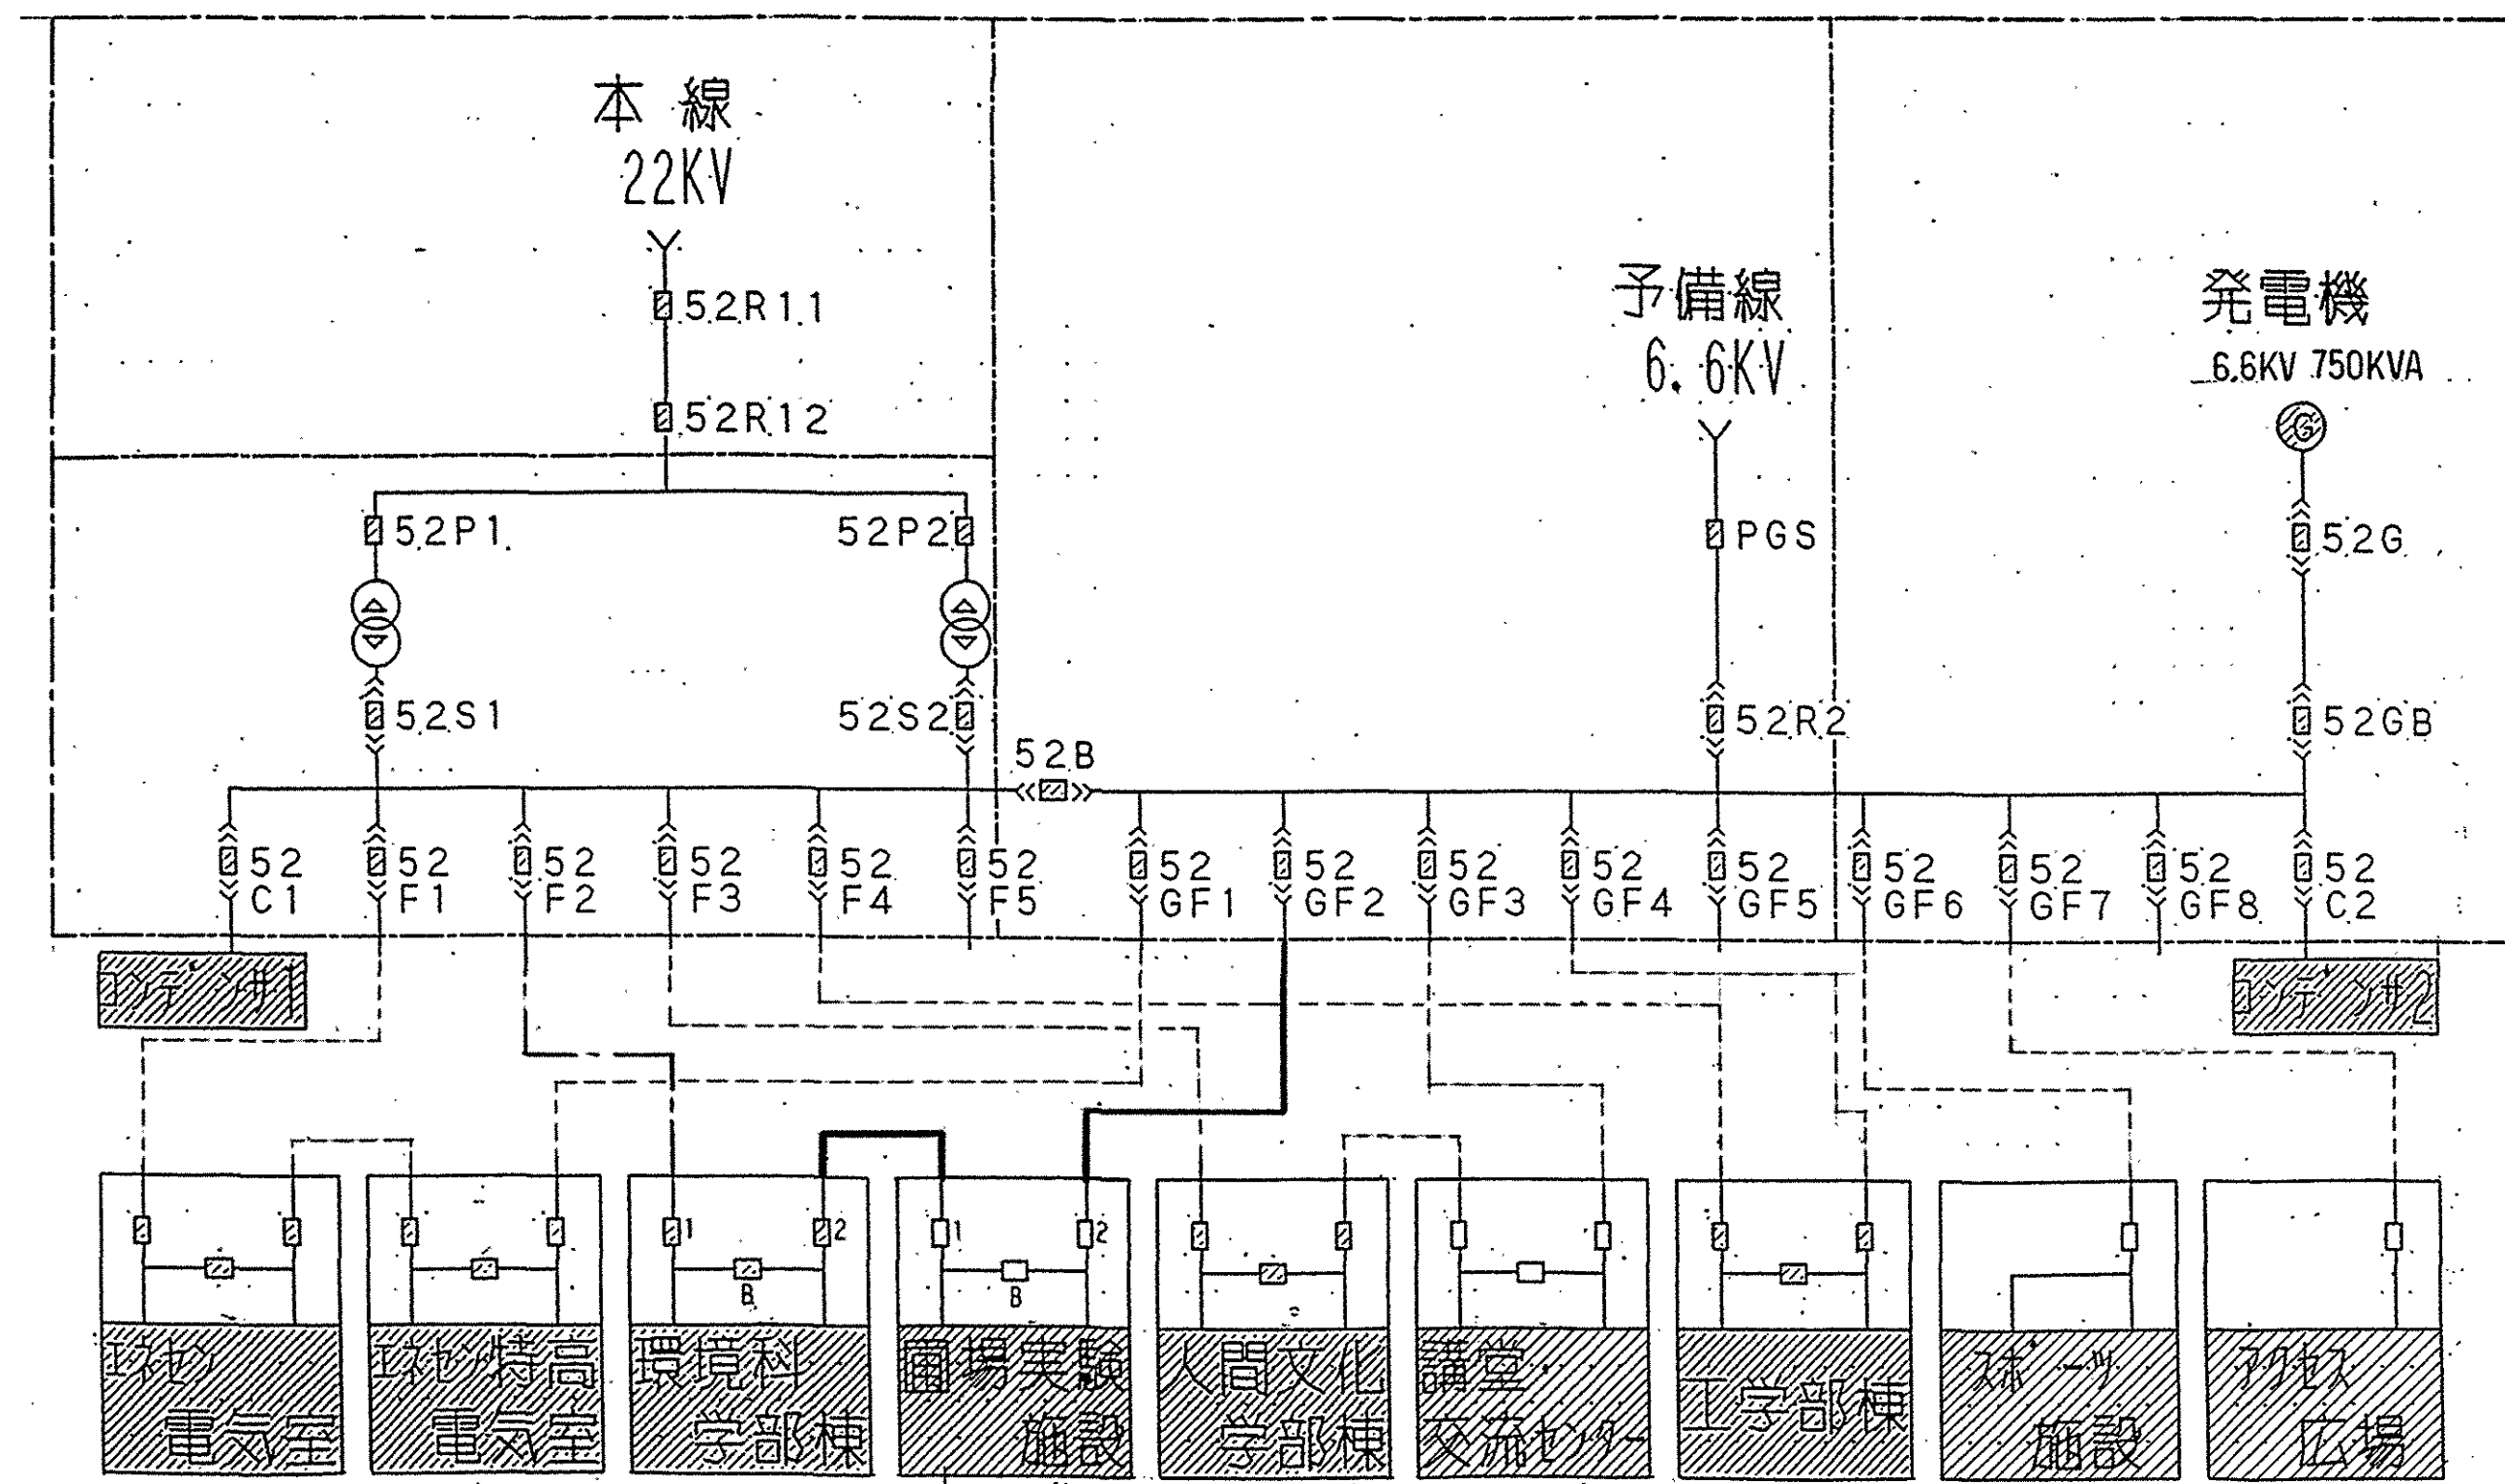 本線
22KV
52R11
52R12
予備線
6.6KV
発電機
6.6KV 750KVA
G
52P1
52P2
PGS
52G
52S1
52S2
52R2
52GB
52B
52
C1
52
F1
52
F2
52
F3
52
F4
52
F5
52
GF1
52
GF2
52
GF3
52
GF4
52
GF5
52
GF6
52
GF7
52
GF8
52
C2
コンデンサ1
コンデンサ2
1
2
B
1
2
B
エネセン
電気室
エネセン特高
電気室
環境科
学部棟
圃場実験
施設
人間文化
学部棟
講堂
交流センター
工学部棟
スポーツ
施設
アクセス
広場